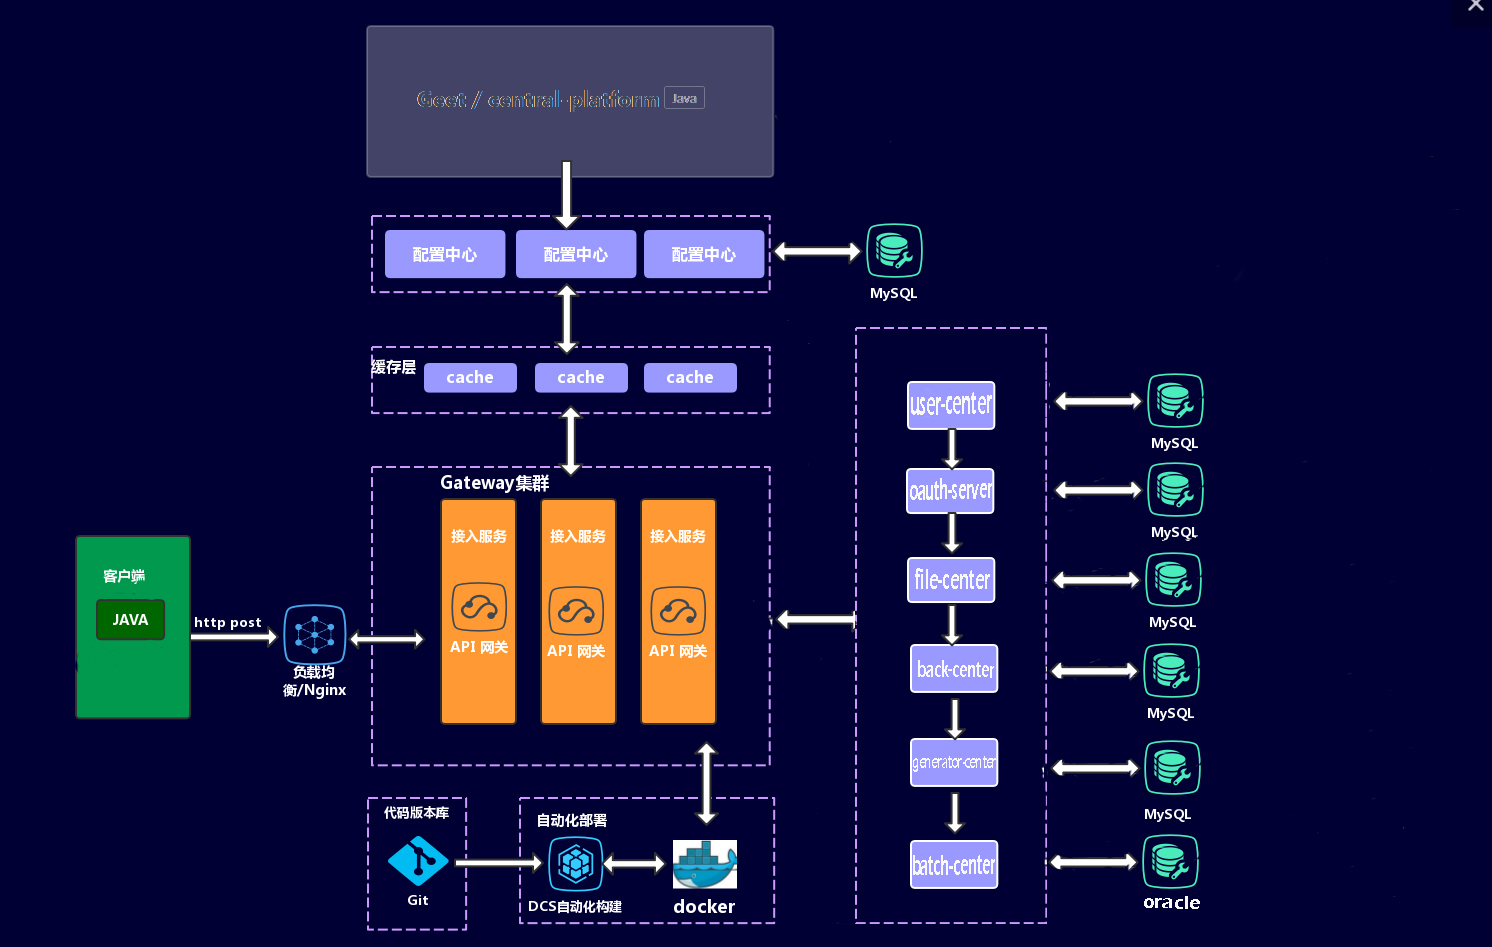 Geet / central-platform Java
配置中心 配置中心 配置中心
MySQL
缓存层 cache cache cache
Gateway集群
接入服务 接入服务 接入服务
API 网关 API 网关 API 网关
客户端
JAVA
http post
负载均
衡/Nginx
user-center
MySQL
oauth-server
MySQL
file-center
MySQL
back-center
MySQL
generator-center
MySQL
batch-center
oracle
代码版本库
Git
自动化部署
DCS自动化构建
docker